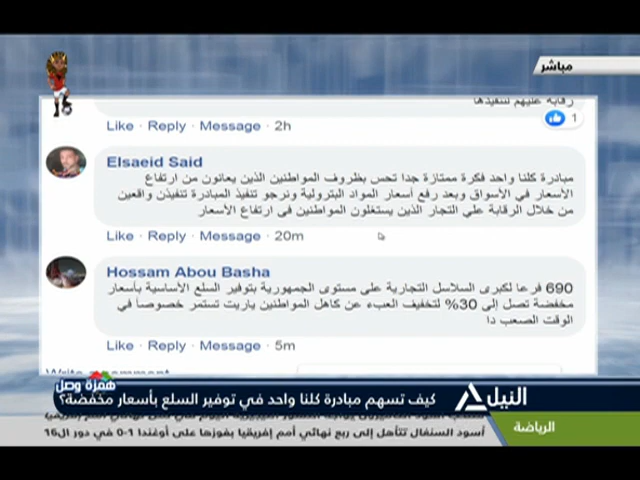 مباشر
رقابة عليهم
1
Like · Reply · Message · 2h
Elsaeid Said
مبادرة كلنا واحد فكرة ممتازة جدا تحس بظروف المواطنين الذين يعانون من ارتفاع
الأسعار في الأسواق وبعد رفع أسعار المواد البترولية ونرجو تنفيذ المبادرة تنفيذن واقعين
من خلال الرقابة علي التجار الذين يستغلون المواطنين فى ارتفاع الأسعار
Like · Reply · Message · 20m
Hossam Abou Basha
690 فرعا لكبرى السلاسل التجارية على مستوى الجمهورية بتوفير السلع الأساسية بأسعار
مخفضة تصل إلى 30% لتخفيف العبء عن كاهل المواطنين ياريت تستمر خصوصاً في
الوقت الصعب دا
Like · Reply · Message · 5m
همزة وصل
كيف تسهم مبادرة كلنا واحد في توفير السلع بأسعار مخفضة؟
النيل
الرياضة
أسود السنغال تتأهل إلى ربع نهائي أمم إفريقيا بفوزها على أوغندا 1-0 في دور ال16